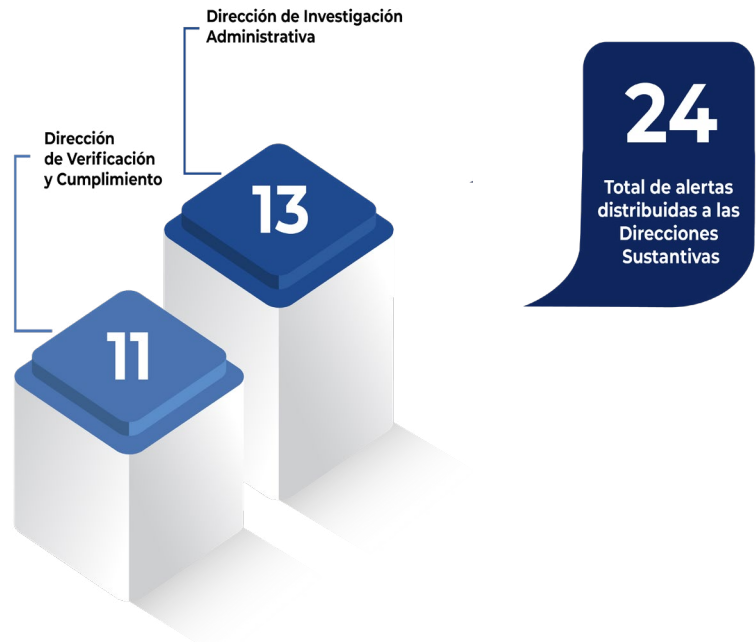 Dirección de Investigación
Administrativa
Dirección
de Verificación
y Cumplimiento
13
11
24
Total de alertas
distribuidas a las
Direcciones
Sustantivas